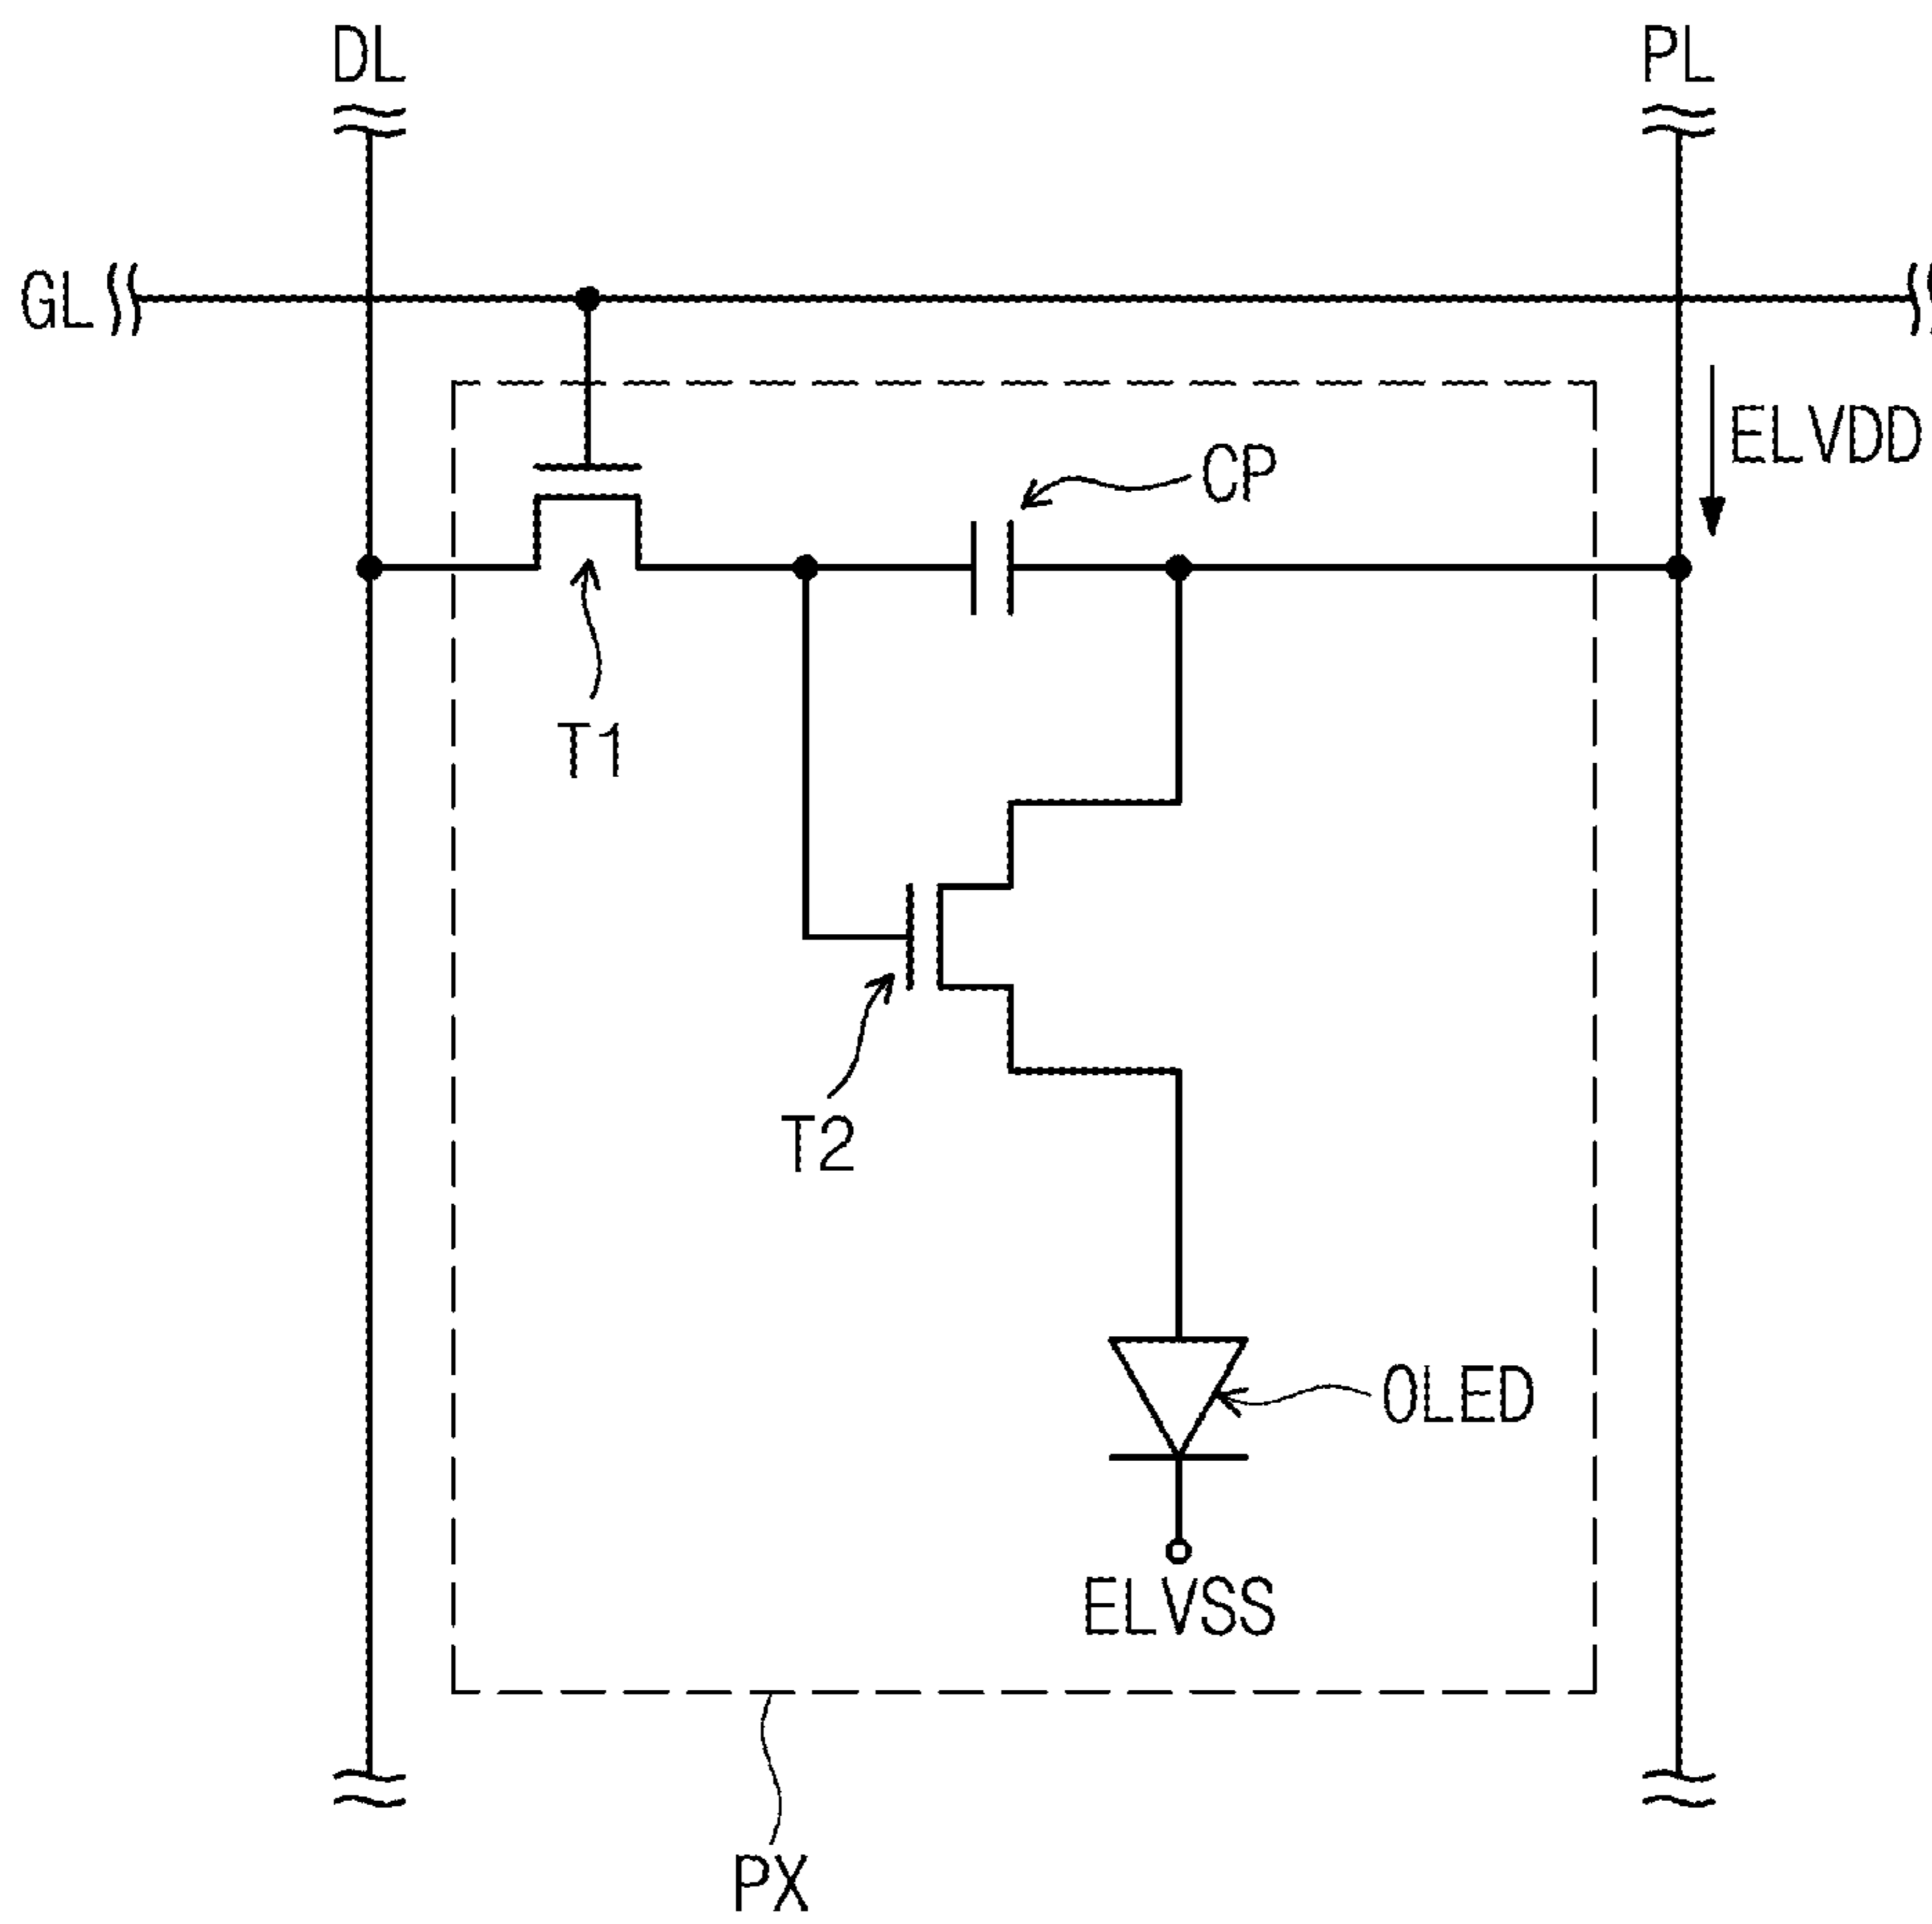 DL
PL
GL
ELVDD
CP
T1
T2
OLED
ELVSS
PX